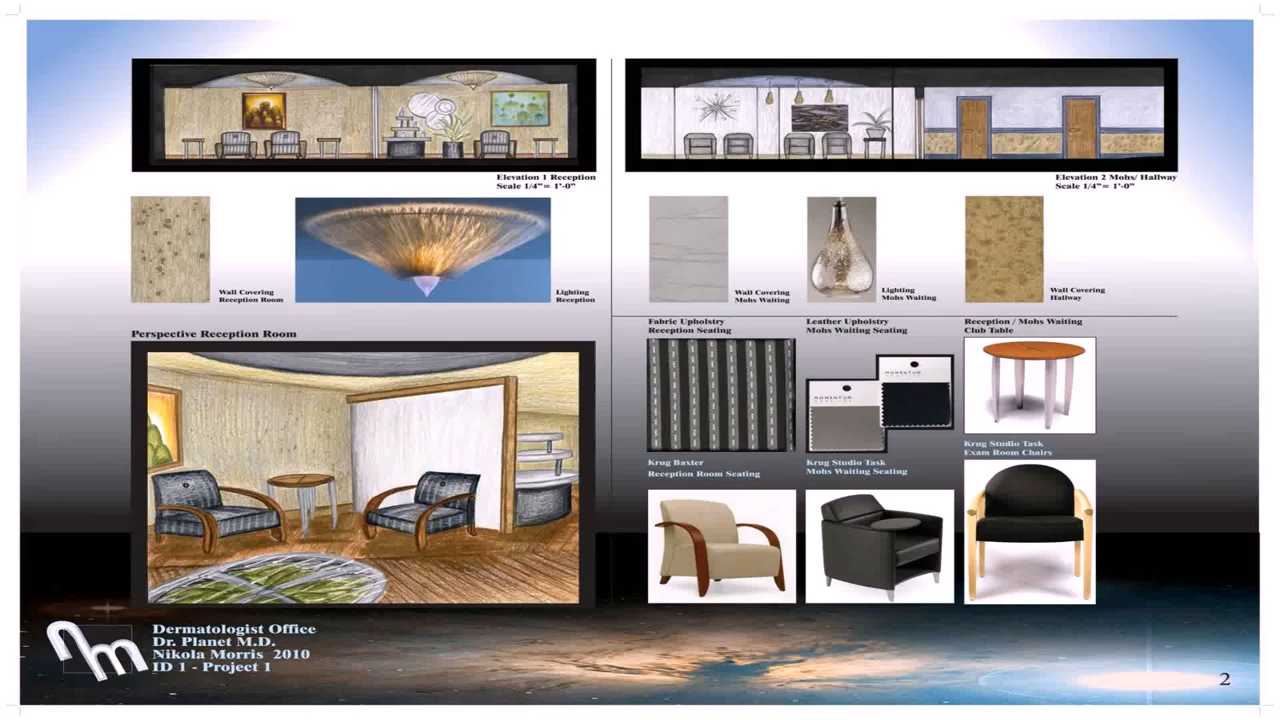 Elevation 1 Reception
Scale 1/4”= 1’-0”
Elevation 2 Mohs/ Hallway
Scale 1/4”= 1’-0”
Wall Covering
Reception Room
Lighting
Reception
Wall Covering
Mohs Waiting
Lighting
Mohs Waiting
Wall Covering
Hallway
Perspective Reception Room
Fabric Upholstry
Reception Seating
Leather Upholstry
Mohs Waiting Seating
Reception / Mohs Waiting
Club Table
MOMENTUM
MOMENTUM
Krug Baxter
Reception Room Seating
Krug Studio Task
Mohs Waiting Seating
Krug Studio Task
Exam Room Chairs
nm
Dermatologist Office
Dr. Planet M.D.
Nikola Morris 2010
ID 1 - Project 1
2